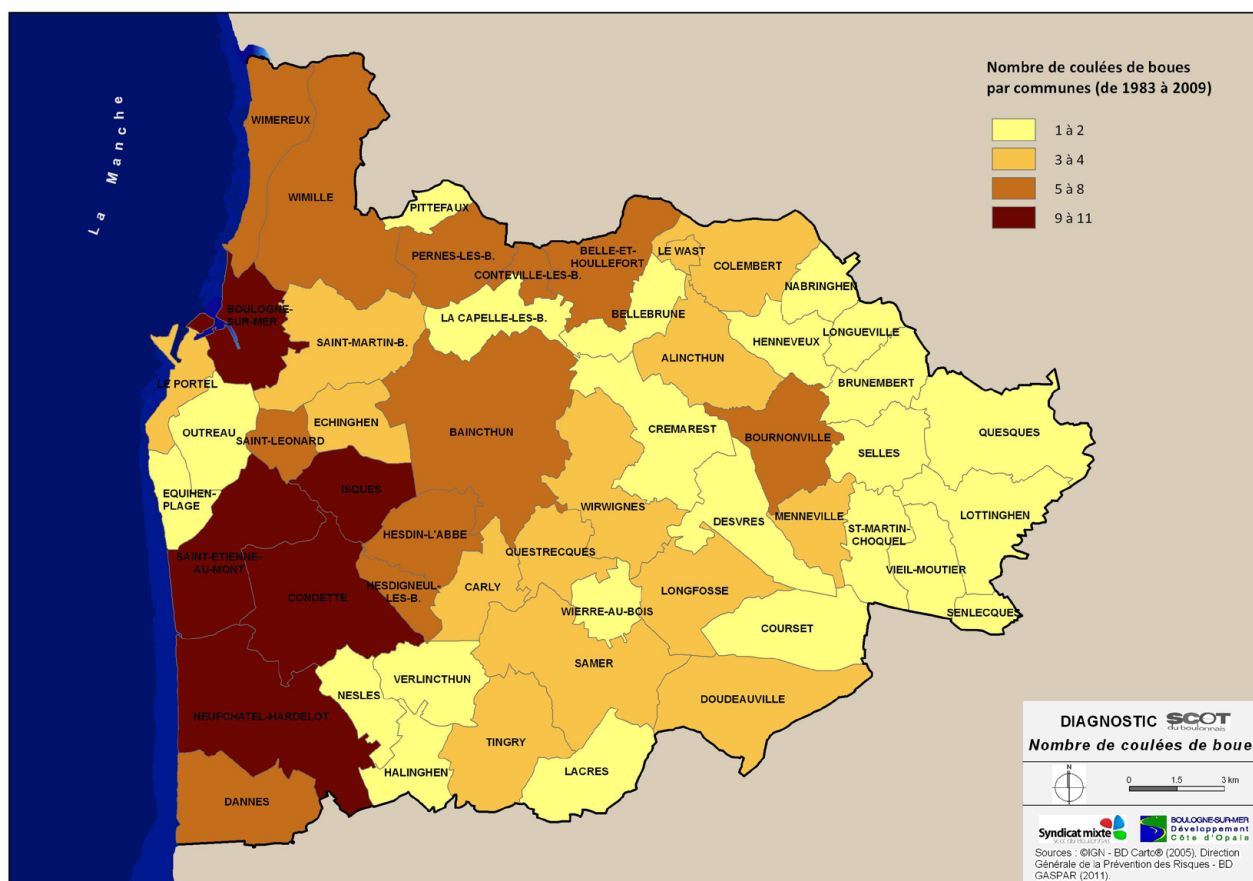 Nombre de coulées de boues
par communes (de 1983 à 2009)
1 à 2
3 à 4
5 à 8
9 à 11
La Manche
WIMEREUX
WIMILLE
PITTEFAUX
PERNES-LES-B.
CONTEVILLE-LES-B.
BELLE-ET-
HOULLEFORT
LE WAST
COLEMBERT
NABRINGHEN
BOULOGNE-
SUR-MER
SAINT-MARTIN-B.
LA CAPELLE-LES-B.
BELLEBRUNE
HENNEVEUX
LONGUEVILLE
ALINCTHUN
BRUNEMBERT
LE PORTEL
OUTREAU
SAINT-LEONARD
ECHINGHEN
BAINCTHUN
CREMAREST
BOURNONVILLE
SELLES
QUESQUES
EQUIHEN-
PLAGE
ISQUES
WIRWIGNES
DESVRES
MENNEVILLE
ST-MARTIN-
CHOQUEL
LOTTINGHEN
HESDIN-L'ABBE
QUESTRECQUES
SAINT-ETIENNE-
AU-MONT
CONDETTE
HESDIGNEUL-
LES-B.
CARLY
WIERRE-AU-BOIS
LONGFOSSE
VIEIL-MOUTIER
SENLECQUES
COURSET
SAMER
VERLINCTHUN
NESLES
DOUDEAUVILLE
NEUFCHATEL-HARDELOT
TINGRY
HALINGHEN
LACRES
DANNES
DIAGNOSTIC SCOT
du boulonnais
Nombre de coulées de boues
N
0 1.5 3 km
Syndicat mixte
Scot du Boulonnais
BOULOGNE-SUR-MER
Développement
Côte d'Opale
Sources : ©IGN - BD Carto® (2005), Direction
Générale de la Prévention des Risques - BD
GASPAR (2011).